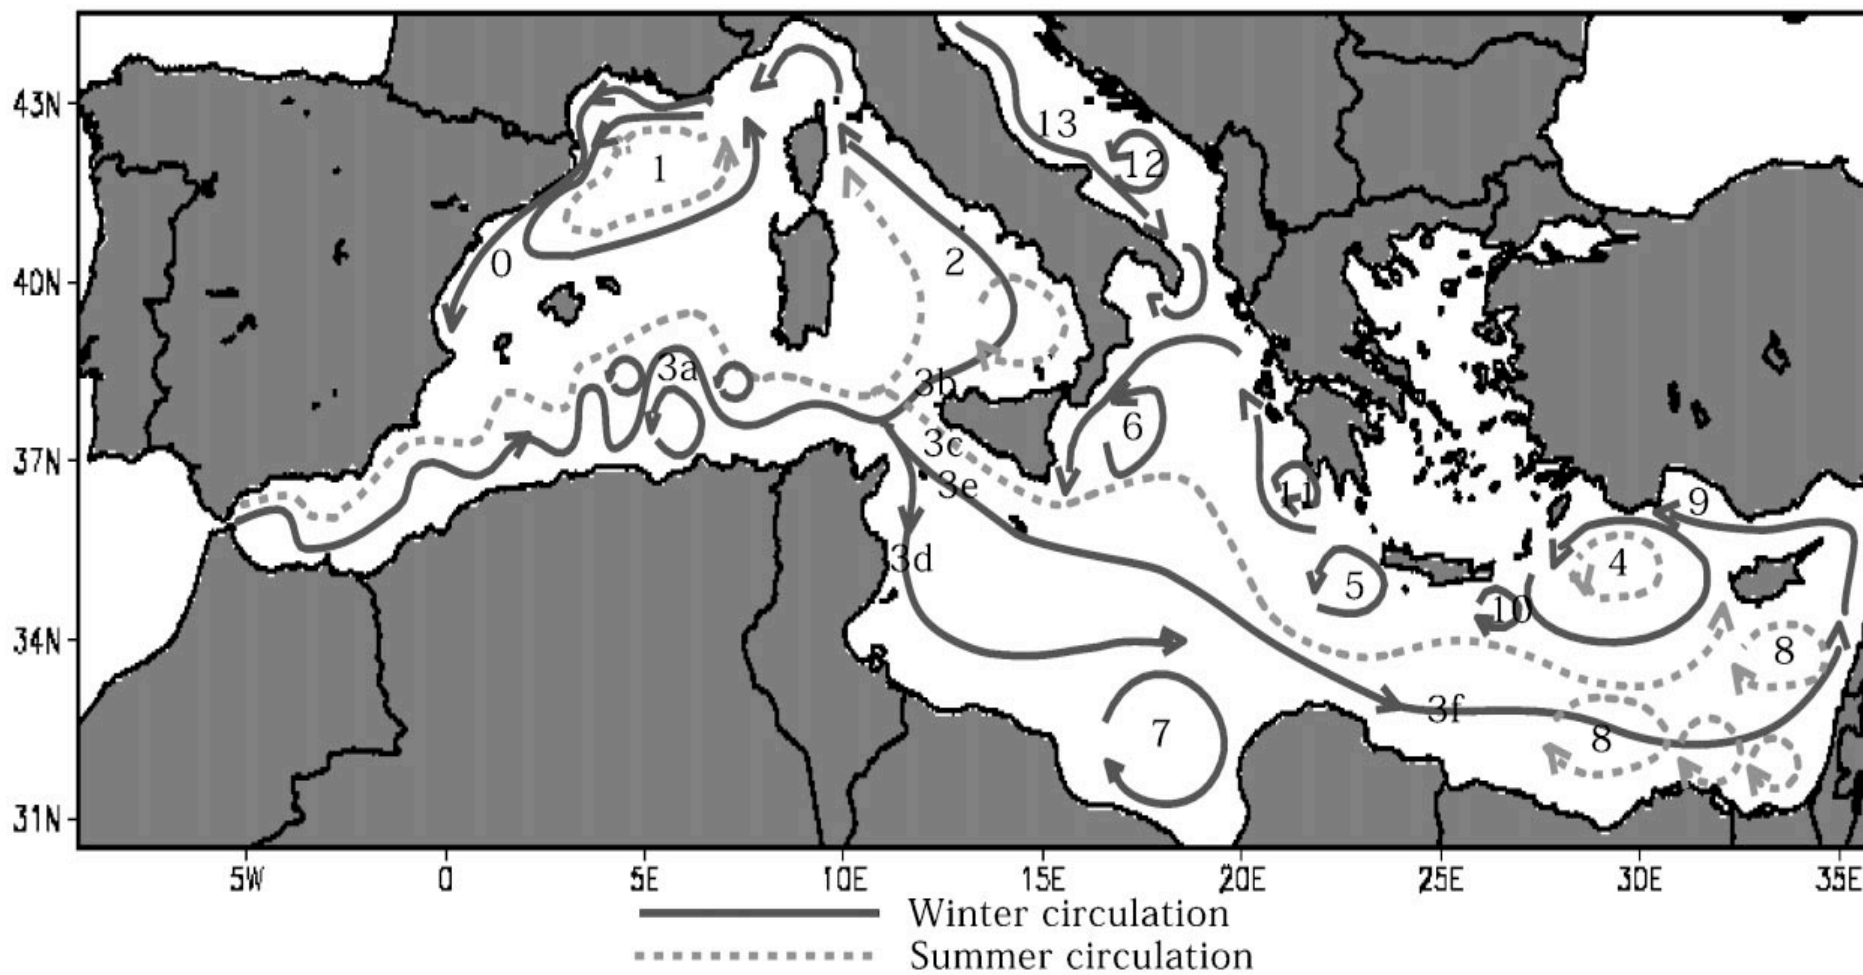 43N
13
12
1
0
2
40N
3a
3b
6
3c
37N
3e
11
9
3d
4
5
10
34N
8
3f
7
8
31N
5W 0 5E 10E 15E 20E 25E 30E 35E
Winter circulation
Summer circulation